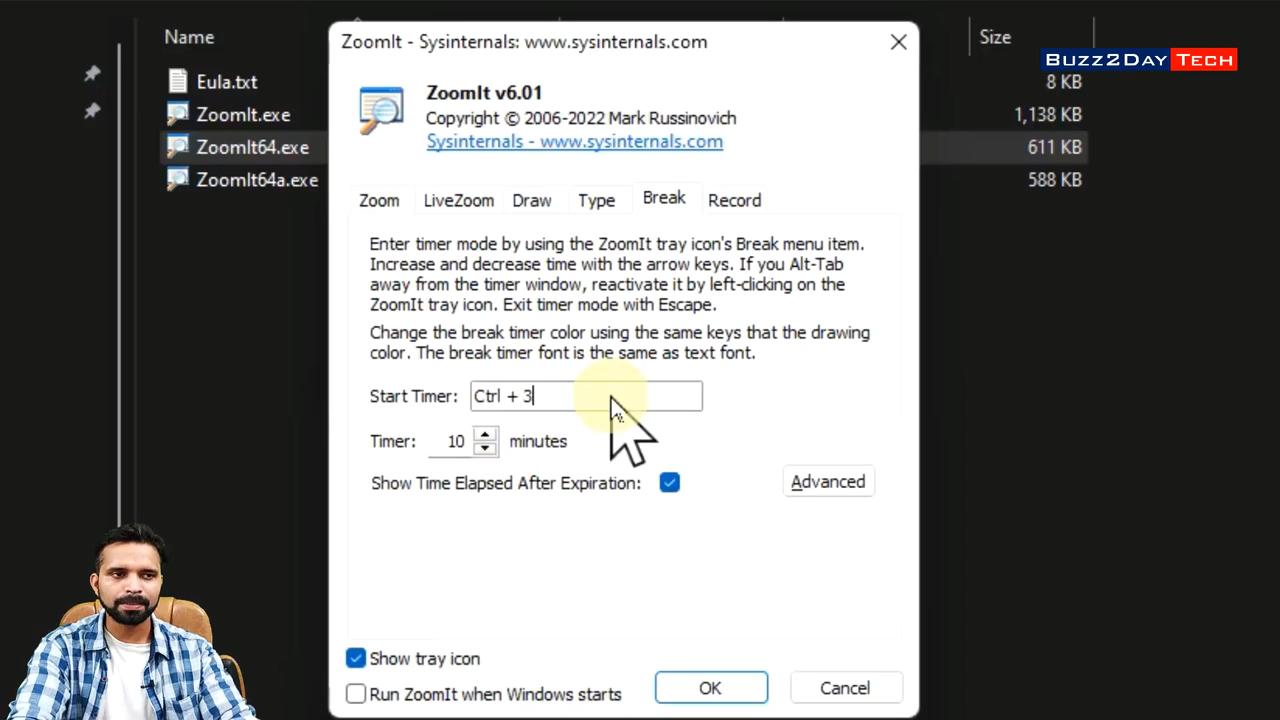 Name
Size
BUZZ2DAY TECH
Eula.txt
8 KB
ZoomIt.exe
1,138 KB
ZoomIt64.exe
611 KB
ZoomIt64a.exe
588 KB
ZoomIt - Sysinternals: www.sysinternals.com
ZoomIt v6.01
Copyright © 2006-2022 Mark Russinovich
Sysinternals - www.sysinternals.com
Zoom
LiveZoom
Draw
Type
Break
Record
Enter timer mode by using the ZoomIt tray icon's Break menu item.
Increase and decrease time with the arrow keys. If you Alt-Tab
away from the timer window, reactivate it by left-clicking on the
ZoomIt tray icon. Exit timer mode with Escape.
Change the break timer color using the same keys that the drawing
color. The break timer font is the same as text font.
Start Timer: Ctrl + 3
Timer: 10 minutes
Show Time Elapsed After Expiration:
Advanced
Show tray icon
Run ZoomIt when Windows starts
OK
Cancel